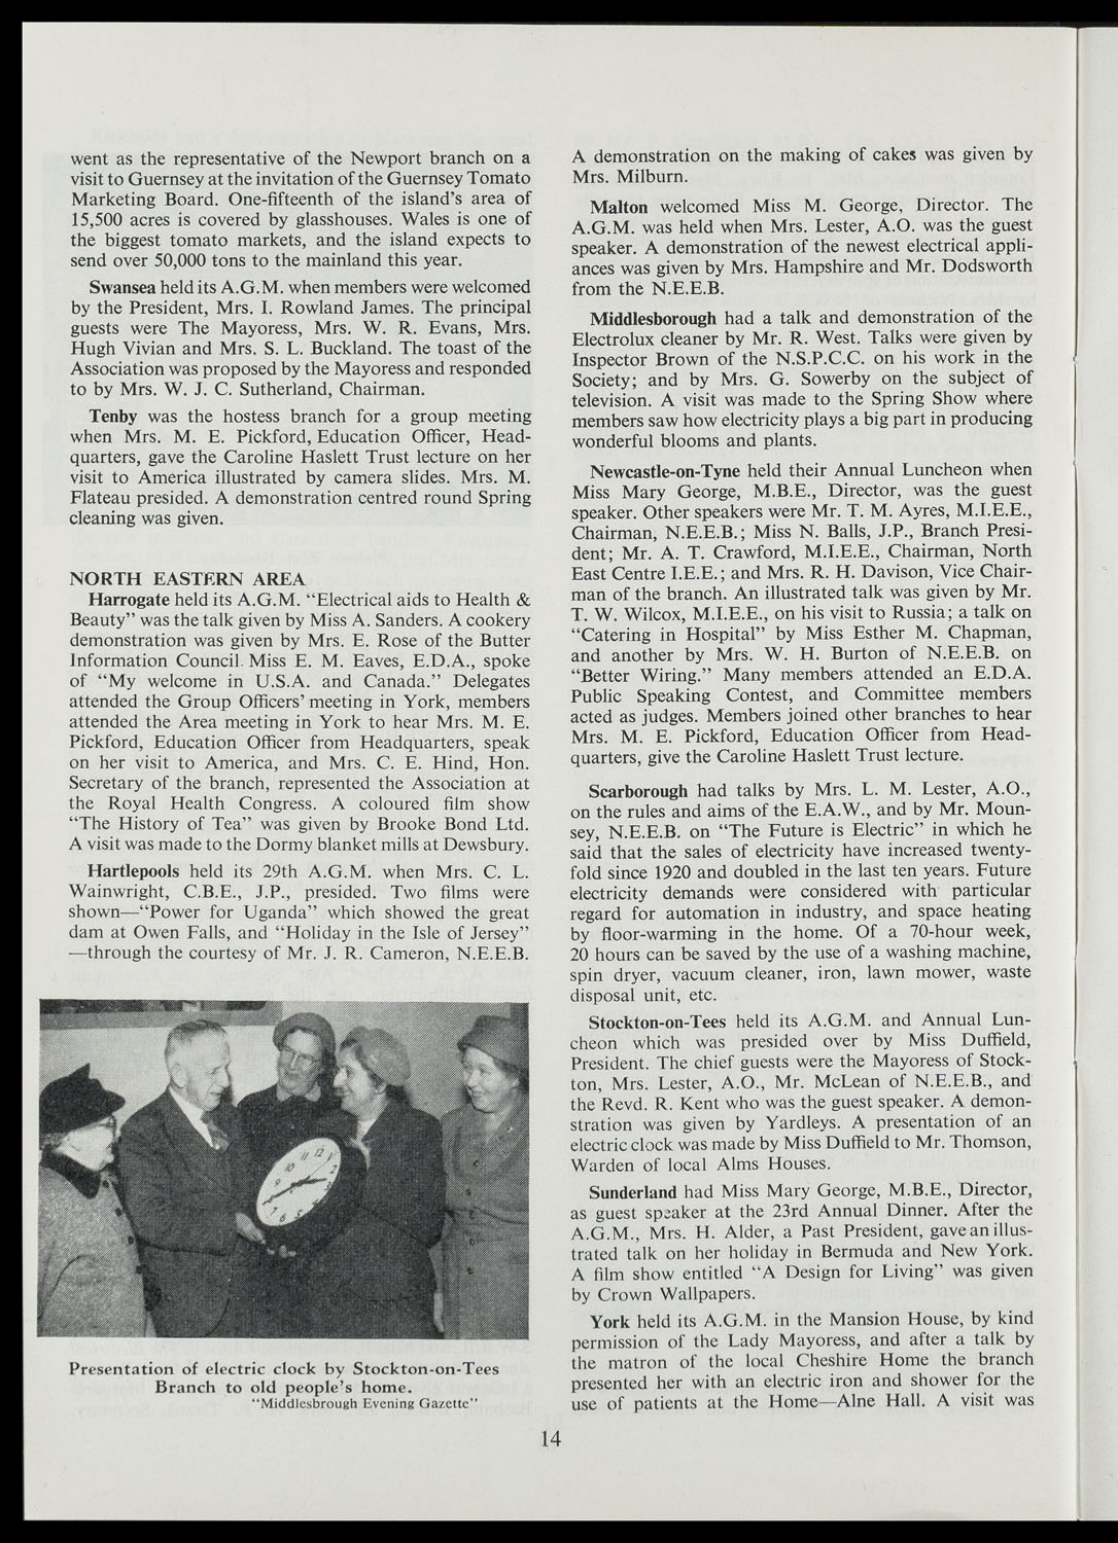 went as the representative of the Newport branch on a
visit to Guernsey at the invitation of the Guernsey Tomato
Marketing Board. One-fifteenth of the island's area of
15,500 acres is covered by glasshouses. Wales is one of
the biggest tomato markets, and the island expects to
send over 50,000 tons to the mainland this year.
Swansea held its A.G.M. when members were welcomed
by the President, Mrs. I. Rowland James. The principal
guests were The Mayoress, Mrs. W. R. Evans, Mrs.
Hugh Vivian and Mrs. S. L. Buckland. The toast of the
Association was proposed by the Mayoress and responded
to by Mrs. W. J. C. Sutherland, Chairman.
Tenby was the hostess branch for a group meeting
when Mrs. M. E. Pickford, Education Officer, Head-
quarters, gave the Caroline Haslett Trust lecture on her
visit to America illustrated by camera slides. Mrs. M.
Flateau presided. A demonstration centred round Spring
cleaning was given.
NORTH EASTERN AREA
Harrogate held its A.G.M. "Electrical aids to Health &
Beauty" was the talk given by Miss A. Sanders. A cookery
demonstration was given by Mrs. E. Rose of the Butter
Information Council. Miss E. M. Eaves, E.D.A., spoke
of "My welcome in U.S.A. and Canada." Delegates
attended the Group Officers' meeting in York, members
attended the Area meeting in York to hear Mrs. M. E.
Pickford, Education Officer from Headquarters, speak
on her visit to America, and Mrs. C. E. Hind, Hon.
Secretary of the branch, represented the Association at
the Royal Health Congress. A coloured film show
"The History of Tea" was given by Brooke Bond Ltd.
A visit was made to the Dormy blanket mills at Dewsbury.
Hartlepools held its 29th A.G.M. when Mrs. C. L.
Wainwright, C.B.E., J.P., presided. Two films were
shown—"Power for Uganda" which showed the great
dam at Owen Falls, and "Holiday in the Isle of Jersey"
—through the courtesy of Mr. J. R. Cameron, N.E.E.B.
11 12 1
10 2
9 3
7 6 5
Presentation of electric clock by Stockton-on-Tees
Branch to old people's home.
"Middlesbrough Evening Gazette"
A demonstration on the making of cakes was given by
Mrs. Milburn.
Malton welcomed Miss M. George, Director. The
A.G.M. was held when Mrs. Lester, A.O. was the guest
speaker. A demonstration of the newest electrical appli-
ances was given by Mrs. Hampshire and Mr. Dodsworth
from the N.E.E.B.
Middlesborough had a talk and demonstration of the
Electrolux cleaner by Mr. R. West. Talks were given by
Inspector Brown of the N.S.P.C.C. on his work in the
Society; and by Mrs. G. Sowerby on the subject of
television. A visit was made to the Spring Show where
members saw how electricity plays a big part in producing
wonderful blooms and plants.
Newcastle-on-Tyne held their Annual Luncheon when
Miss Mary George, M.B.E., Director, was the guest
speaker. Other speakers were Mr. T. M. Ayres, M.I.E.E.,
Chairman, N.E.E.B.; Miss N. Balls, J.P., Branch Presi-
dent; Mr. A. T. Crawford, M.I.E.E., Chairman, North
East Centre I.E.E.; and Mrs. R. H. Davison, Vice Chair-
man of the branch. An illustrated talk was given by Mr.
T. W. Wilcox, M.I.E.E., on his visit to Russia; a talk on
"Catering in Hospital" by Miss Esther M. Chapman,
and another by Mrs. W. H. Burton of N.E.E.B. on
"Better Wiring." Many members attended an E.D.A.
Public Speaking Contest, and Committee members
acted as judges. Members joined other branches to hear
Mrs. M. E. Pickford, Education Officer from Head-
quarters, give the Caroline Haslett Trust lecture.
Scarborough had talks by Mrs. L. M. Lester, A.O.,
on the rules and aims of the E.A.W., and by Mr. Moun-
sey, N.E.E.B. on "The Future is Electric" in which he
said that the sales of electricity have increased twenty-
fold since 1920 and doubled in the last ten years. Future
electricity demands were considered with particular
regard for automation in industry, and space heating
by floor-warming in the home. Of a 70-hour week,
20 hours can be saved by the use of a washing machine,
spin dryer, vacuum cleaner, iron, lawn mower, waste
disposal unit, etc.
Stockton-on-Tees held its A.G.M. and Annual Lun-
cheon which was presided over by Miss Duffield,
President. The chief guests were the Mayoress of Stock-
ton, Mrs. Lester, A.O., Mr. McLean of N.E.E.B., and
the Revd. R. Kent who was the guest speaker. A demon-
stration was given by Yardleys. A presentation of an
electric clock was made by Miss Duffield to Mr. Thomson,
Warden of local Alms Houses.
Sunderland had Miss Mary George, M.B.E., Director,
as guest speaker at the 23rd Annual Dinner. After the
A.G.M., Mrs. H. Alder, a Past President, gave an illus-
trated talk on her holiday in Bermuda and New York.
A film show entitled "A Design for Living" was given
by Crown Wallpapers.
York held its A.G.M. in the Mansion House, by kind
permission of the Lady Mayoress, and after a talk by
the matron of the local Cheshire Home the branch
presented her with an electric iron and shower for the
use of patients at the Home—Alne Hall. A visit was
14